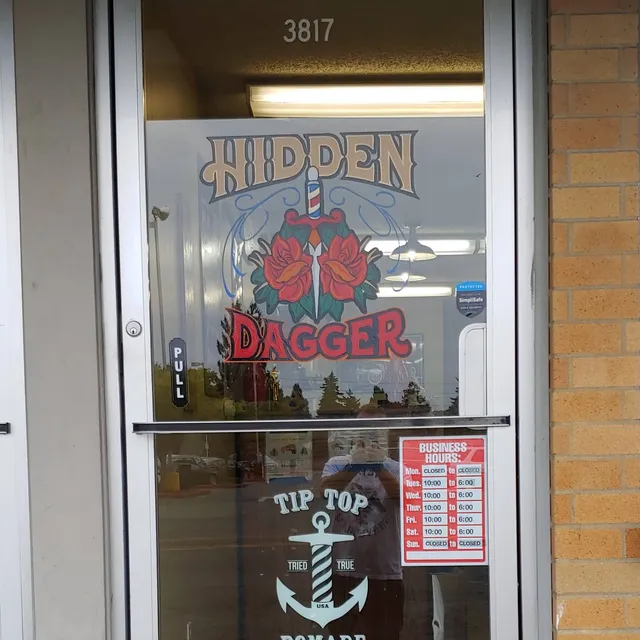 3817
HIDDEN
DAGGER
PROTECTED
SimpliSafe
PULL
BUSINESS
HOURS:
Mon. CLOSED to CLOSED
Tues. 10:00 to 6:00
Wed. 10:00 to 6:00
Thur. 10:00 to 6:00
Fri. 10:00 to 6:00
Sat. 10:00 to 6:00
Sun. CLOSED to CLOSED
TIP TOP
TRIED TRUE
USA
POMADE